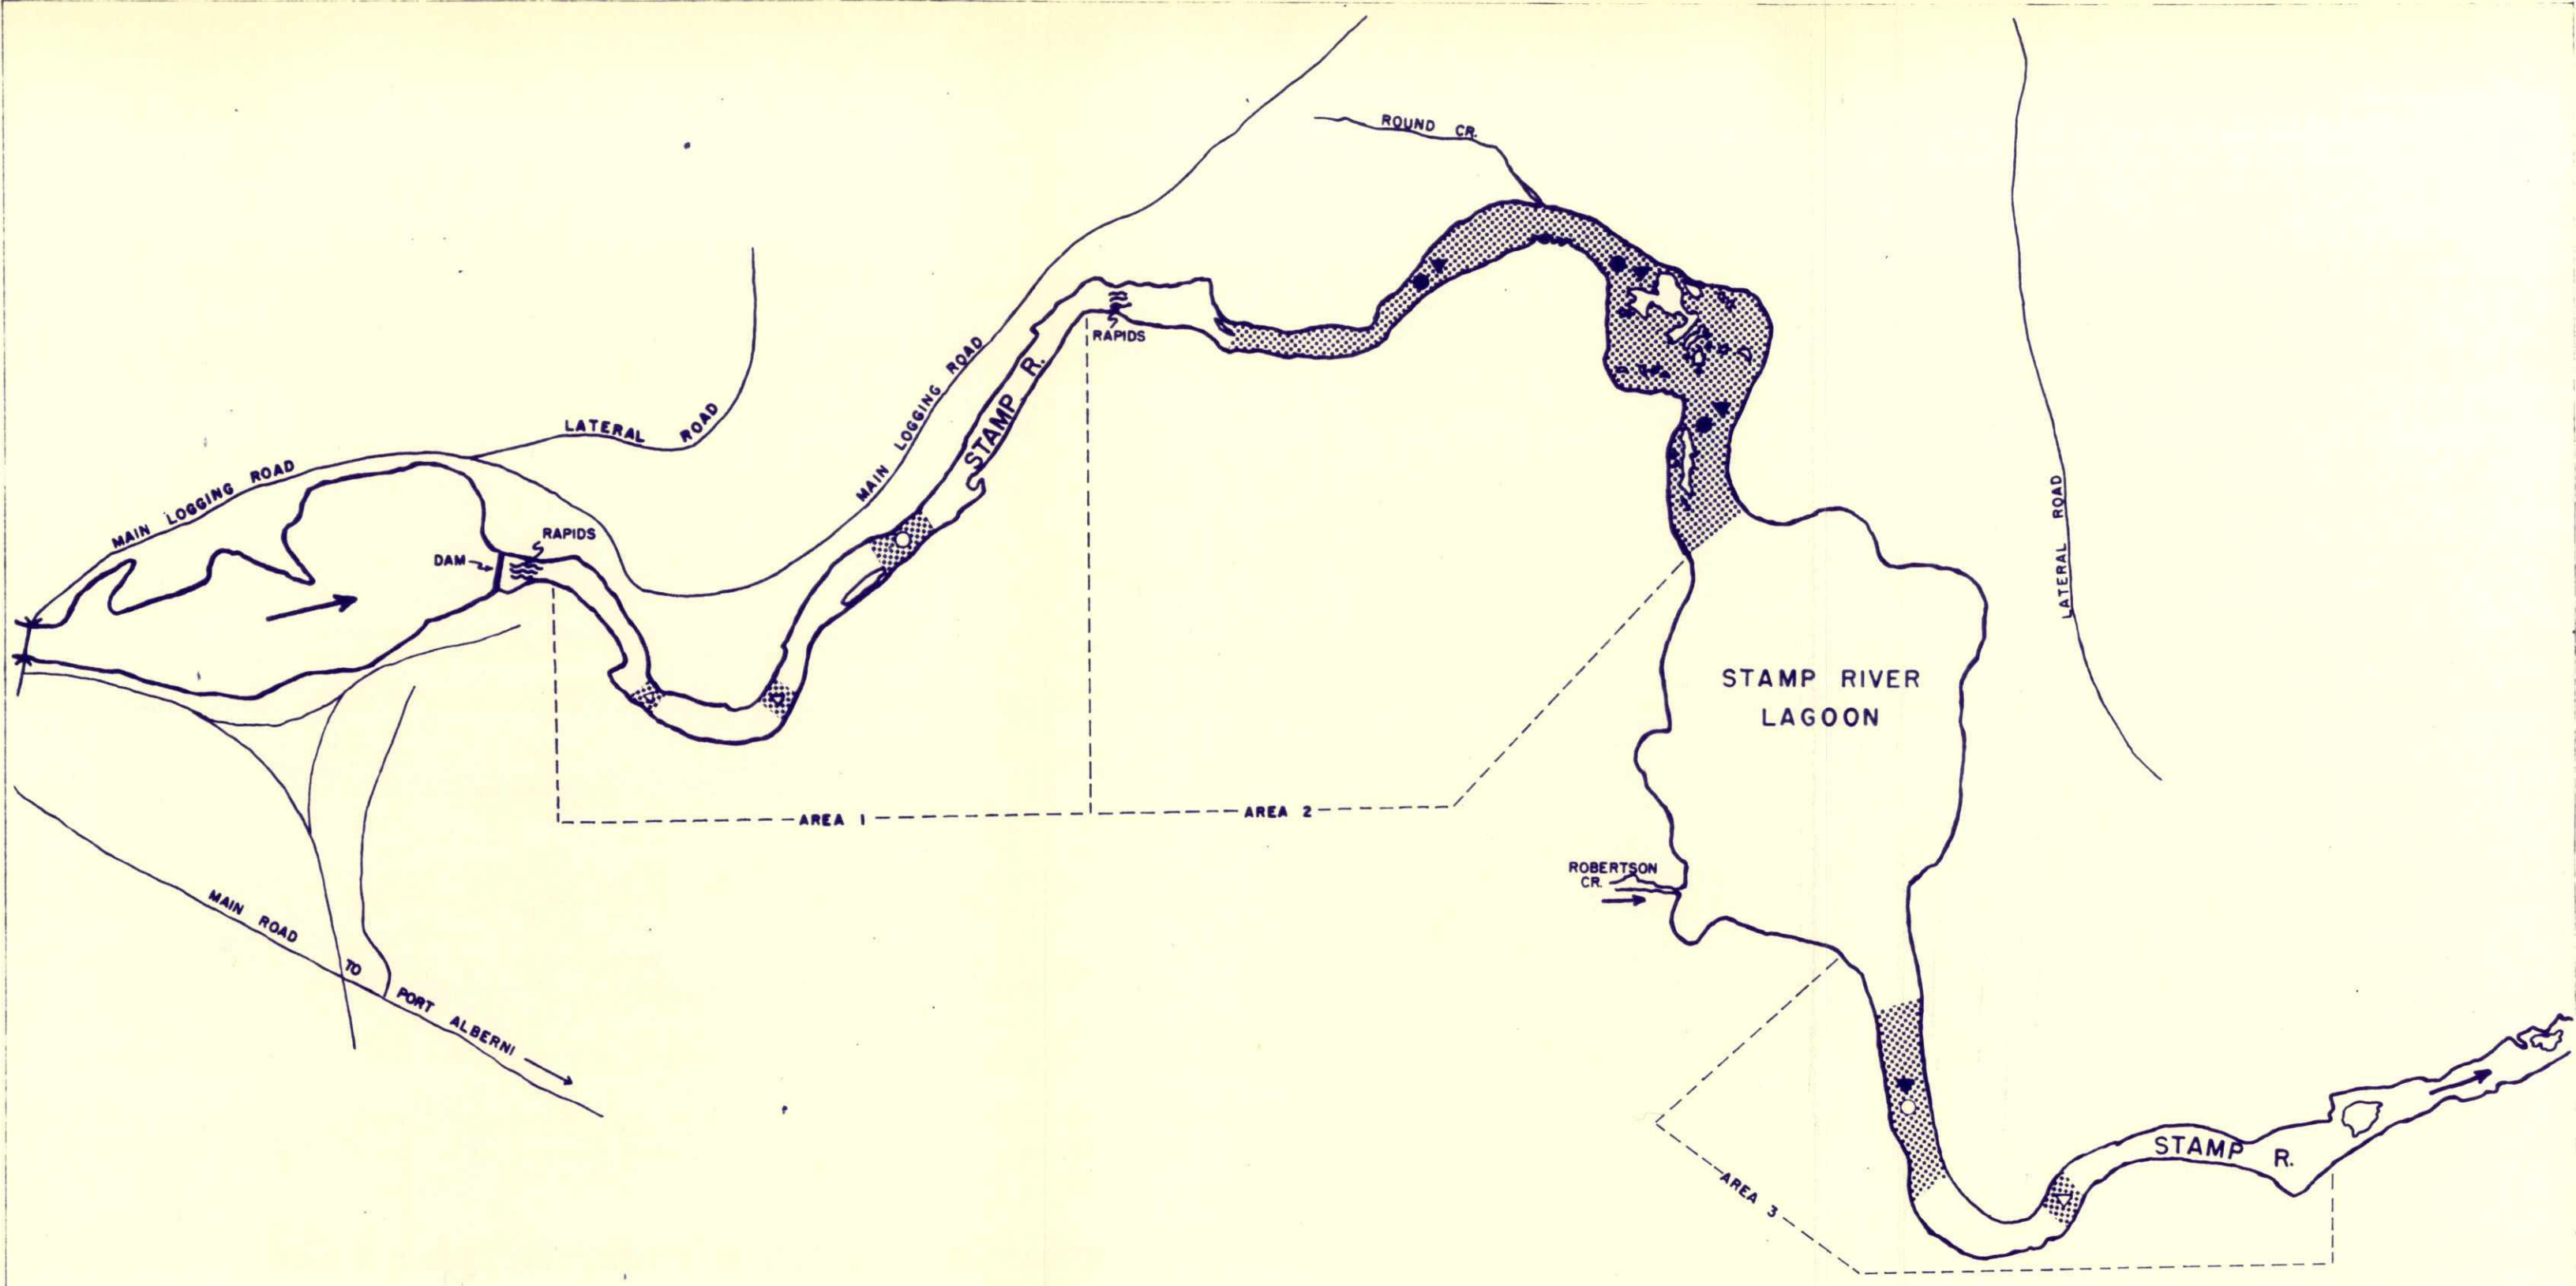 ROUND CR.
RAPIDS
MAIN LOGGING ROAD
STAMP R.
LATERAL ROAD
MAIN LOGGING ROAD
RAPIDS
DAM
LATERAL ROAD
STAMP RIVER
LAGOON
AREA 1
AREA 2
ROBERTSON
CR.
MAIN ROAD TO PORT ALBERNI
STAMP R.
AREA 3